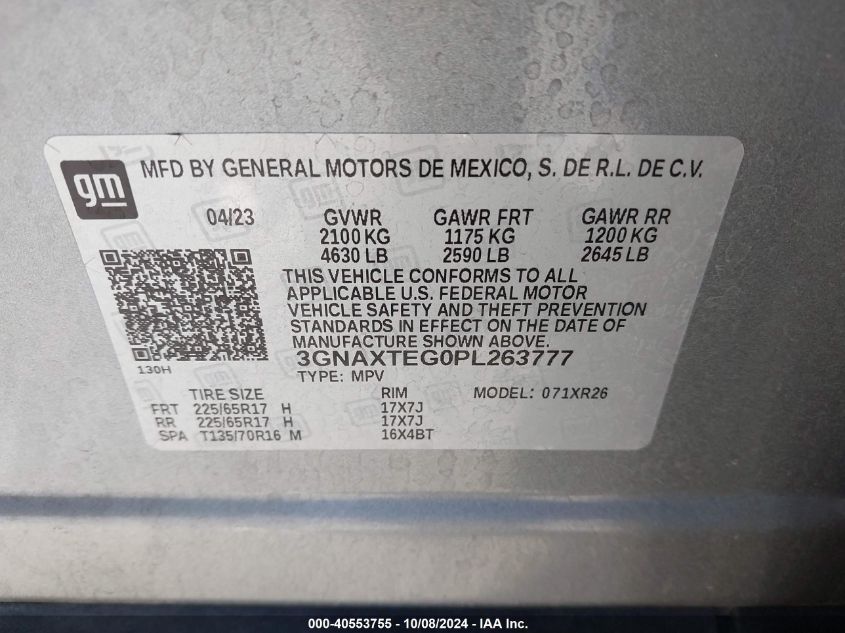 gm
MFD BY GENERAL MOTORS DE MEXICO, S. DE R.L. DE C.V.
04/23 GVWR GAWR FRT GAWR RR
2100 KG 1175 KG 1200 KG
4630 LB 2590 LB 2645 LB
THIS VEHICLE CONFORMS TO ALL
APPLICABLE U.S. FEDERAL MOTOR
VEHICLE SAFETY AND THEFT PREVENTION
STANDARDS IN EFFECT ON THE DATE OF
MANUFACTURE SHOWN ABOVE.
130H 3GNAXTEG0PL263777
TYPE: MPV
TIRE SIZE RIM MODEL: 071XR26
FRT 225/65R17 H 17X7J
RR 225/65R17 H 17X7J
SPA T135/70R16 M 16X4BT
000-40553755 - 10/08/2024 - IAA Inc.